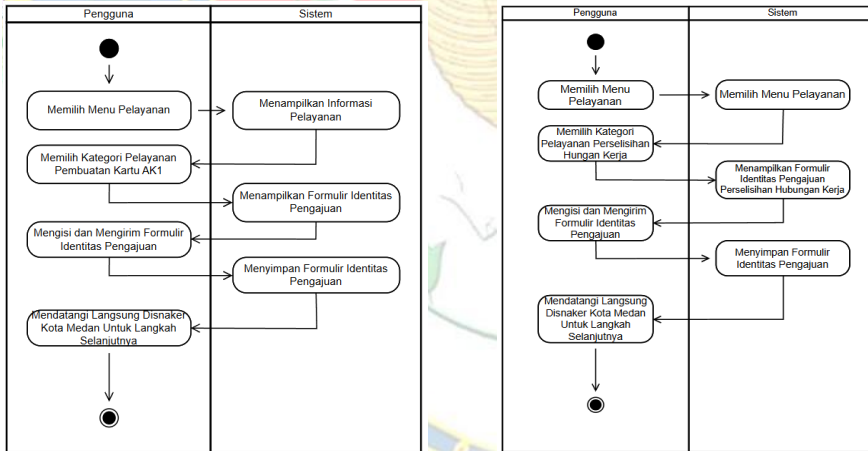 Pengguna
Sistem
Memilih Menu Pelayanan
Menampilkan Informasi
Pelayanan
Memilih Kategori Pelayanan
Pembuatan Kartu AK1
Menampilkan Formulir Identitas
Pengajuan
Mengisi dan Mengirim Formulir
Identitas Pengajuan
Menyimpan Formulir Identitas
Pengajuan
Mendatangi Langsung Disnaker
Kota Medan Untuk Langkah
Selanjutnya
Pengguna
Sistem
Memilih Menu
Pelayanan
Memilih Menu Pelayanan
Memilih Kategori
Pelayanan Perselisihan
Hungan Kerja
Menampilkan Formulir
Identitas Pengajuan
Perselisihan Hubungan Kerja
Mengisi dan Mengirim
Formulir Identitas
Pengajuan
Menyimpan Formulir
Identitas Pengajuan
Mendatangi Langsung
Disnaker Kota Medan
Untuk Langkah
Selanjutnya